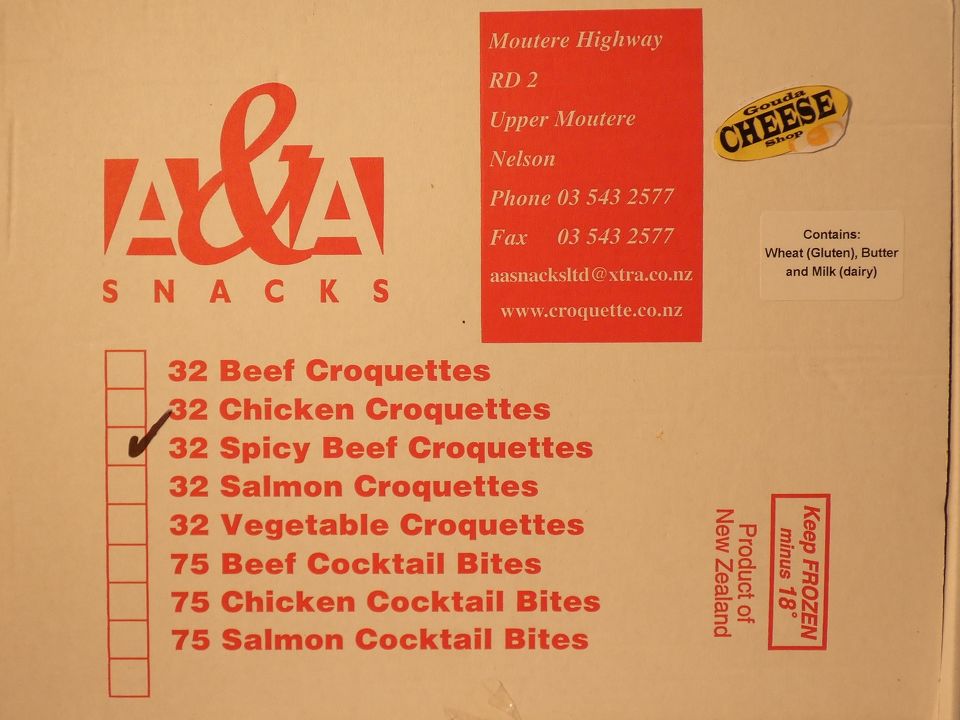 A&A
SNACKS
Moutere Highway
RD 2
Upper Moutere
Nelson
Phone 03 543 2577
Fax 03 543 2577
aasnacksltd@xtra.co.nz
www.croquette.co.nz
Gouda
CHEESE
Shop
Contains:
Wheat (Gluten), Butter
and Milk (dairy)
32 Beef Croquettes
32 Chicken Croquettes
32 Spicy Beef Croquettes
32 Salmon Croquettes
32 Vegetable Croquettes
75 Beef Cocktail Bites
75 Chicken Cocktail Bites
75 Salmon Cocktail Bites
Keep FROZEN
minus 18°
Product of
New Zealand